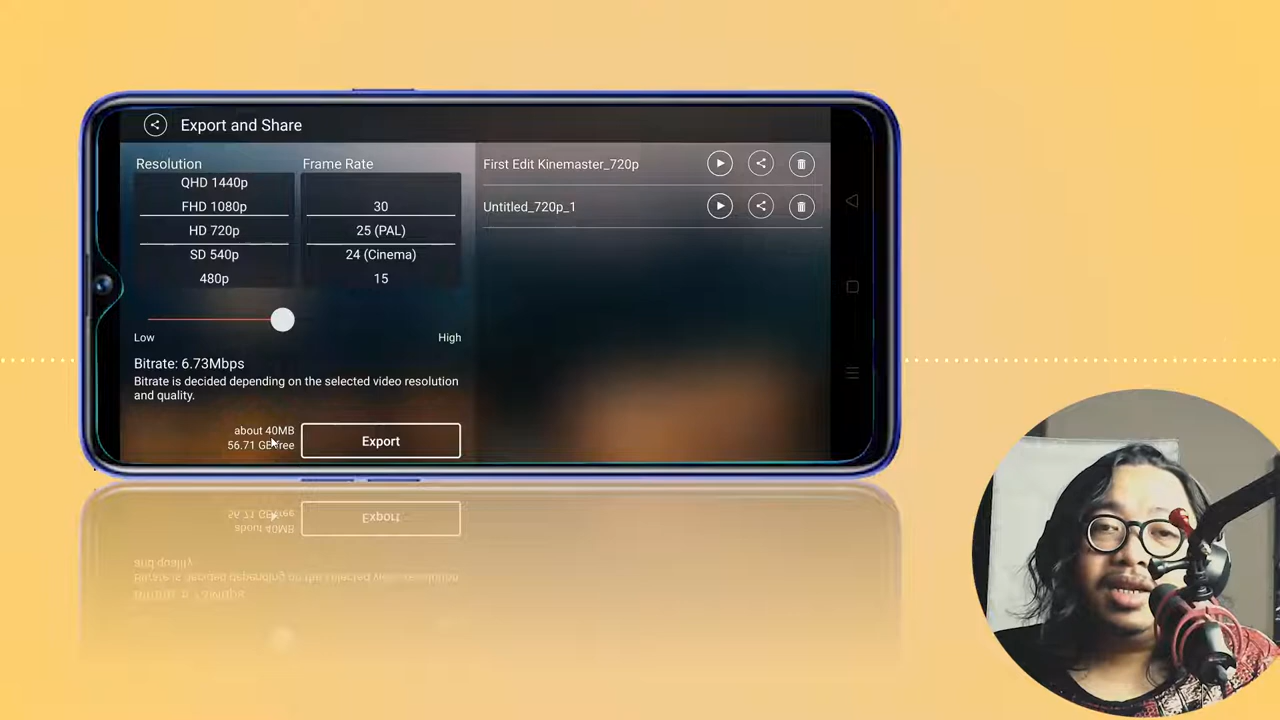 Export and Share
Resolution
Frame Rate
QHD 1440p
FHD 1080p
HD 720p
SD 540p
480p
30
25 (PAL)
24 (Cinema)
15
Low
High
Bitrate: 6.73Mbps
Bitrate is decided depending on the selected video resolution
and quality.
about 40MB
56.71 GB free
Export
First Edit Kinemaster_720p
Untitled_720p_1